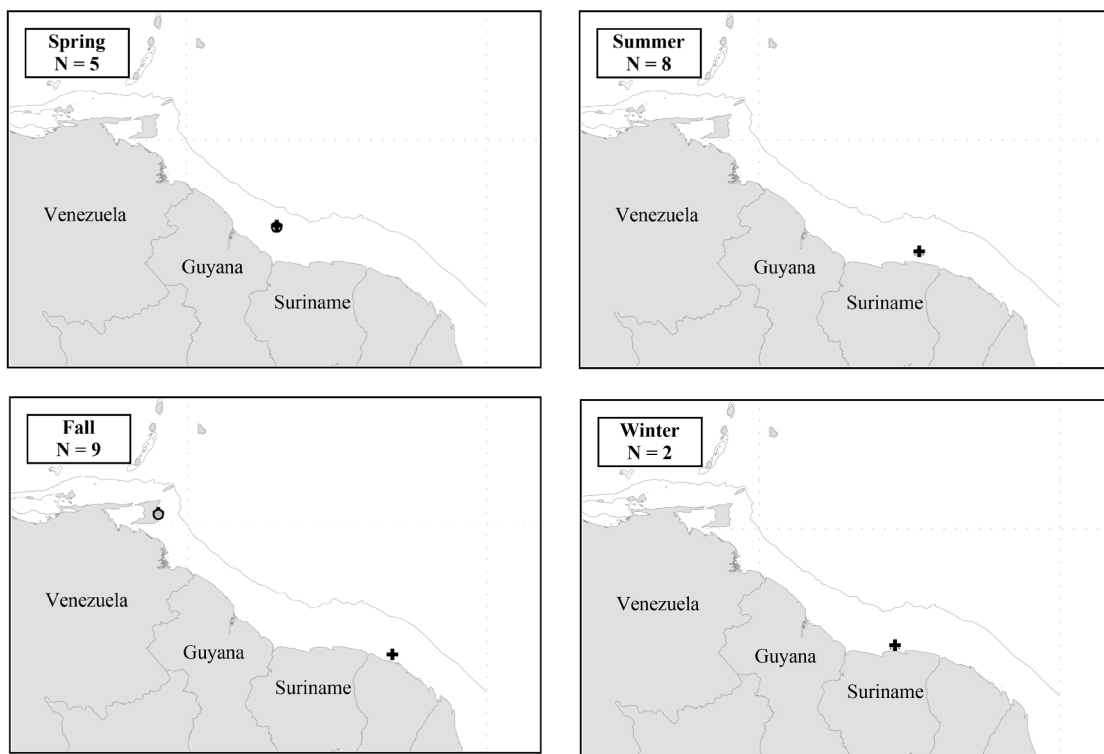 Spring
N = 5
Venezuela
Guyana
Suriname
Summer
N = 8
Venezuela
Guyana
Suriname
Fall
N = 9
Venezuela
Guyana
Suriname
Winter
N = 2
Venezuela
Guyana
Suriname